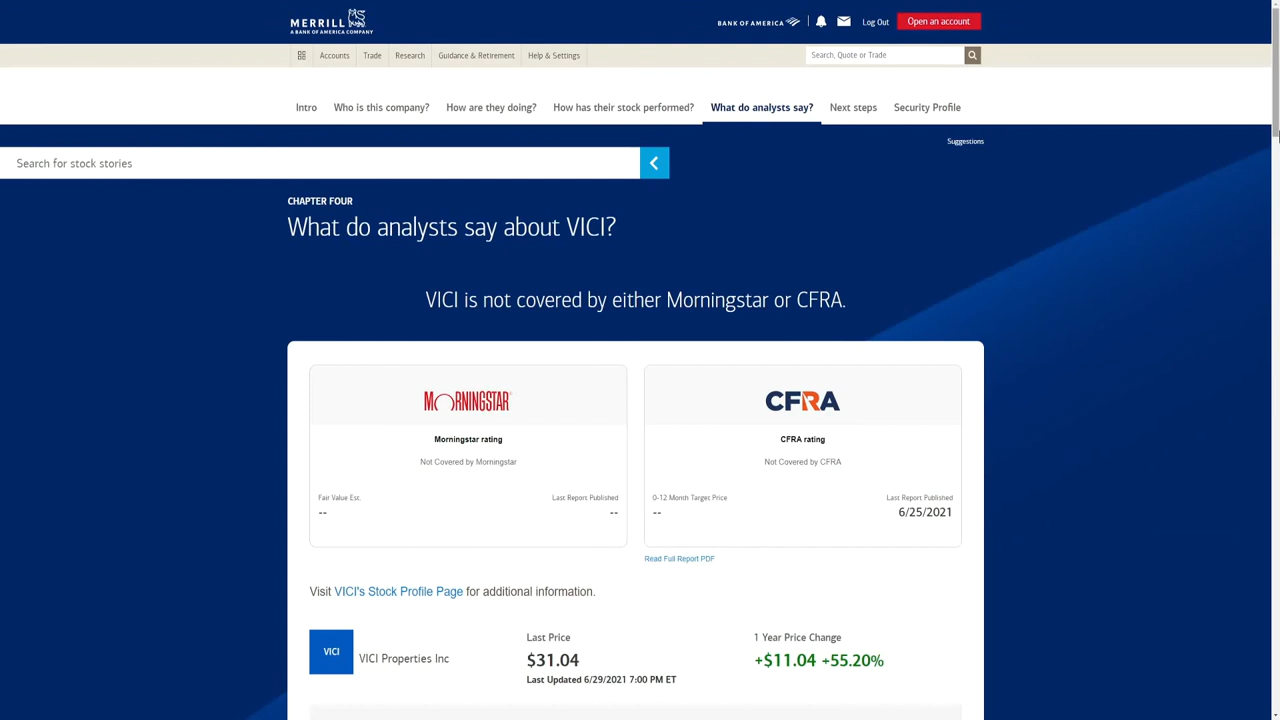 MERRILL
A BANK OF AMERICA COMPANY
BANK OF AMERICA
Log Out
Open an account
Accounts
Trade
Research
Guidance & Retirement
Help & Settings
Search, Quote or Trade
Intro
Who is this company?
How are they doing?
How has their stock performed?
What do analysts say?
Next steps
Security Profile
Suggestions
Search for stock stories
CHAPTER FOUR
What do analysts say about VICI?
VICI is not covered by either Morningstar or CFRA.
MORNINGSTAR
CFRA
Morningstar rating
CFRA rating
Not Covered by Morningstar
Not Covered by CFRA
Fair Value Est.
Last Report Published
0-12 Month Target Price
Last Report Published
--
--
--
6/25/2021
Read Full Report PDF
Visit VICI's Stock Profile Page for additional information.
VICI
VICI Properties Inc
Last Price
$31.04
Last Updated 6/29/2021 7:00 PM ET
1 Year Price Change
+$11.04 +55.20%